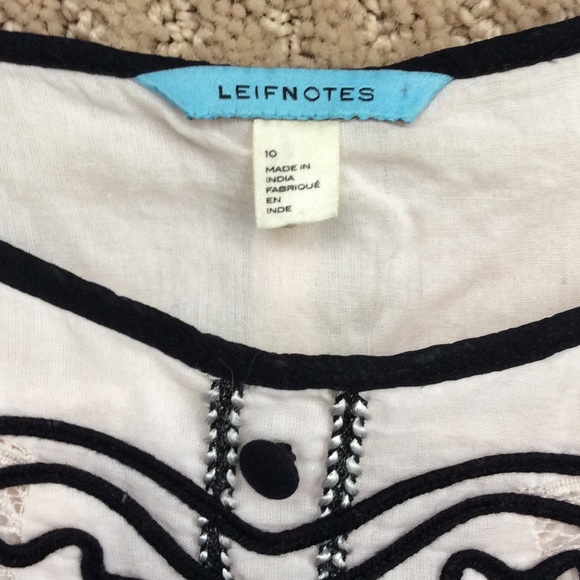 LEIFNOTES
10
MADE IN
INDIA
FABRIQUÉ
EN
INDE